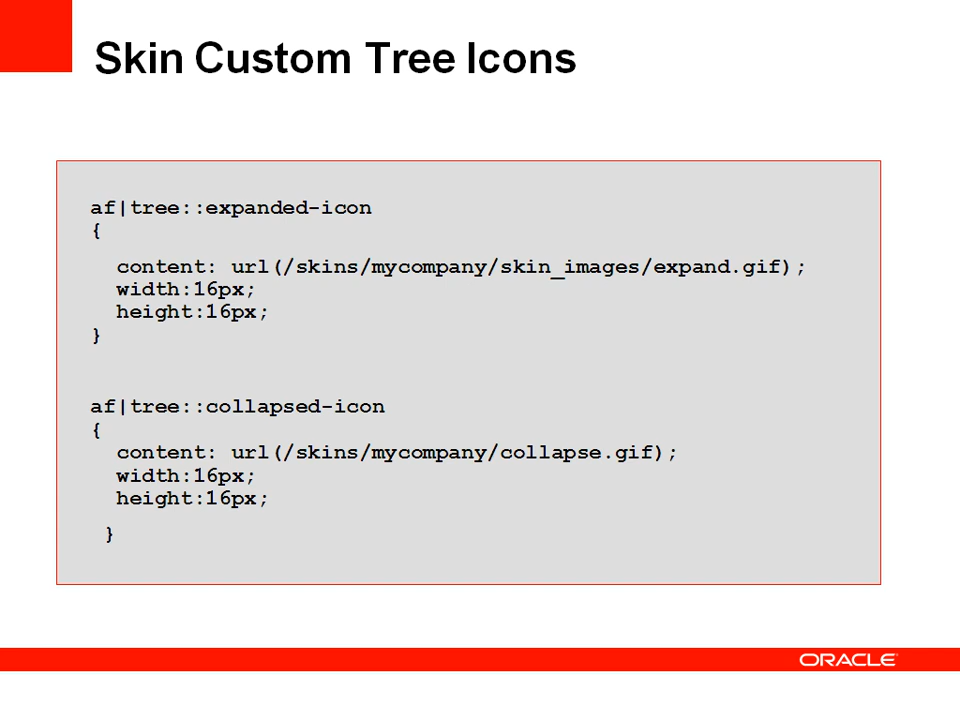 Skin Custom Tree Icons
af|tree::expanded-icon
{
content: url(/skins/mycompany/skin_images/expand.gif);
width:16px;
height:16px;
}
af|tree::collapsed-icon
{
content: url(/skins/mycompany/collapse.gif);
width:16px;
height:16px;
}
ORACLE